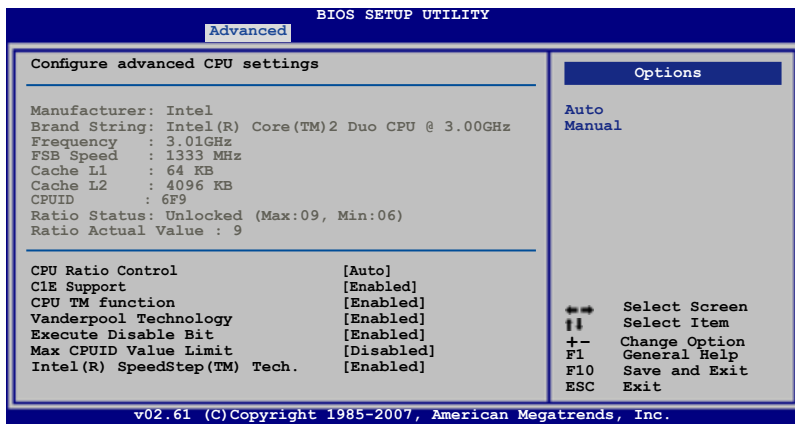 BIOS SETUP UTILITY
Advanced
Configure advanced CPU settings
Manufacturer: Intel
Brand String: Intel(R) Core(TM)2 Duo CPU @ 3.00GHz
Frequency : 3.01GHz
FSB Speed : 1333 MHz
Cache L1 : 64 KB
Cache L2 : 4096 KB
CPUID : 6F9
Ratio Status: Unlocked (Max:09, Min:06)
Ratio Actual Value : 9
CPU Ratio Control [Auto]
C1E Support [Enabled]
CPU TM function [Enabled]
Vanderpool Technology [Enabled]
Execute Disable Bit [Enabled]
Max CPUID Value Limit [Disabled]
Intel(R) SpeedStep(TM) Tech. [Enabled]
Options
Auto
Manual
←→ Select Screen
↑↓ Select Item
+- Change Option
F1 General Help
F10 Save and Exit
ESC Exit
v02.61 (C)Copyright 1985-2007, American Megatrends, Inc.